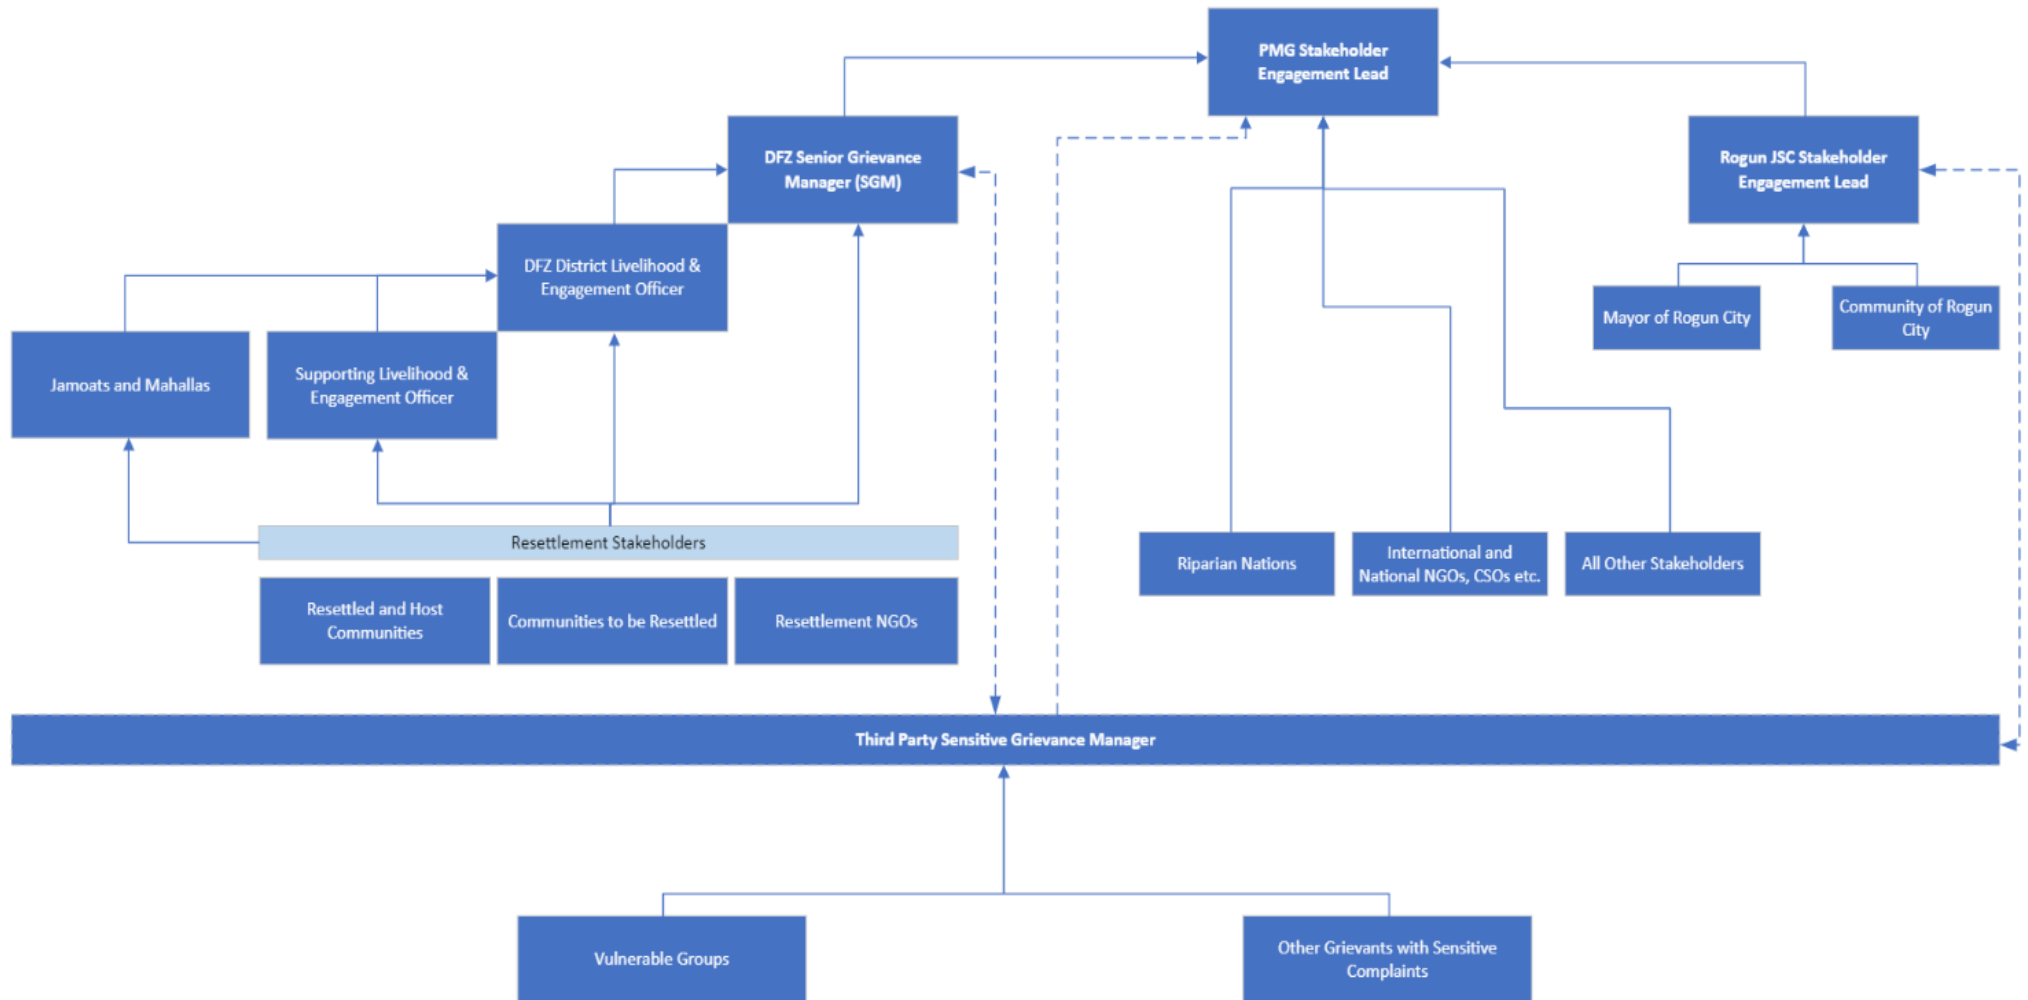 PMG Stakeholder
Engagement Lead
DFZ Senior Grievance
Manager (SGM)
Rogun JSC Stakeholder
Engagement Lead
DFZ District Livelihood &
Engagement Officer
Mayor of Rogun City
Community of Rogun
City
Jamoats and Mahallas
Supporting Livelihood &
Engagement Officer
Resettlement Stakeholders
Riparian Nations
International and
National NGOs, CSOs etc.
All Other Stakeholders
Resettled and Host
Communities
Communities to be Resettled
Resettlement NGOs
Third Party Sensitive Grievance Manager
Vulnerable Groups
Other Grievants with Sensitive
Complaints